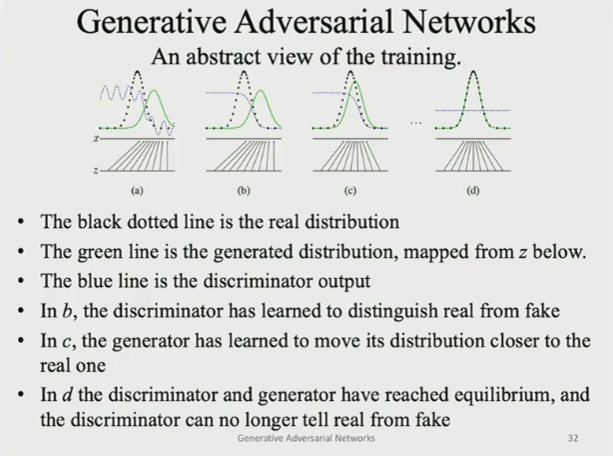 Generative Adversarial Networks
An abstract view of the training.
x
z
...
(a)
(b)
(c)
(d)
• The black dotted line is the real distribution
• The green line is the generated distribution, mapped from z below.
• The blue line is the discriminator output
• In b, the discriminator has learned to distinguish real from fake
• In c, the generator has learned to move its distribution closer to the
real one
• In d the discriminator and generator have reached equilibrium, and
the discriminator can no longer tell real from fake
Generative Adversarial Networks
32